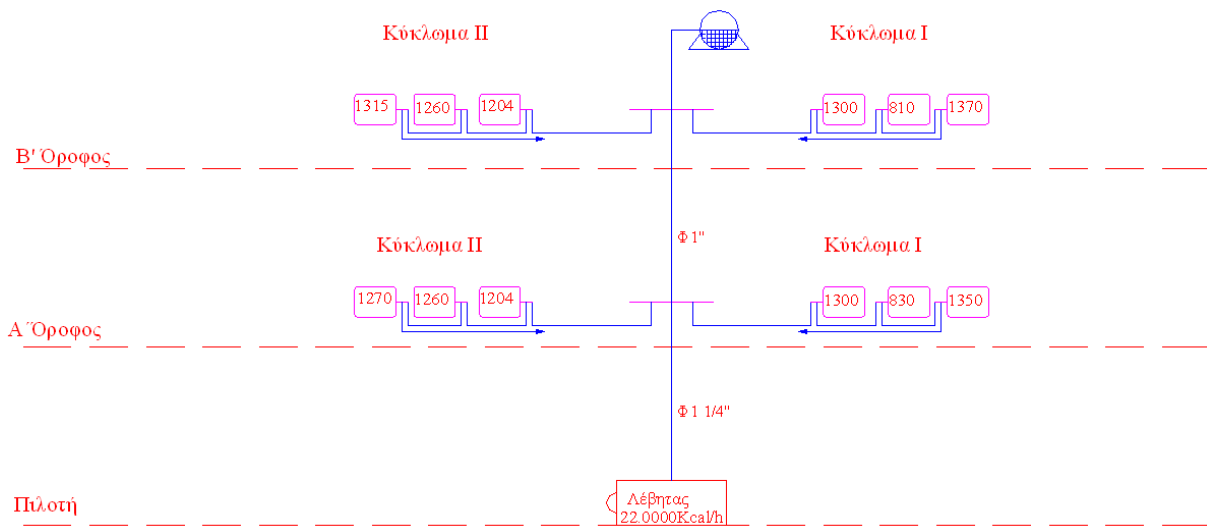 Κύκλωμα ΙΙ Κύκλωμα Ι
1315 1260 1204 1300 810 1370
Β' Όροφος
Φ 1"
Κύκλωμα ΙΙ Κύκλωμα Ι
1270 1260 1204 1300 830 1350
Α Όροφος
Φ 1 1/4"
Πιλοτή
Λέβητας
22.0000Kcal/h